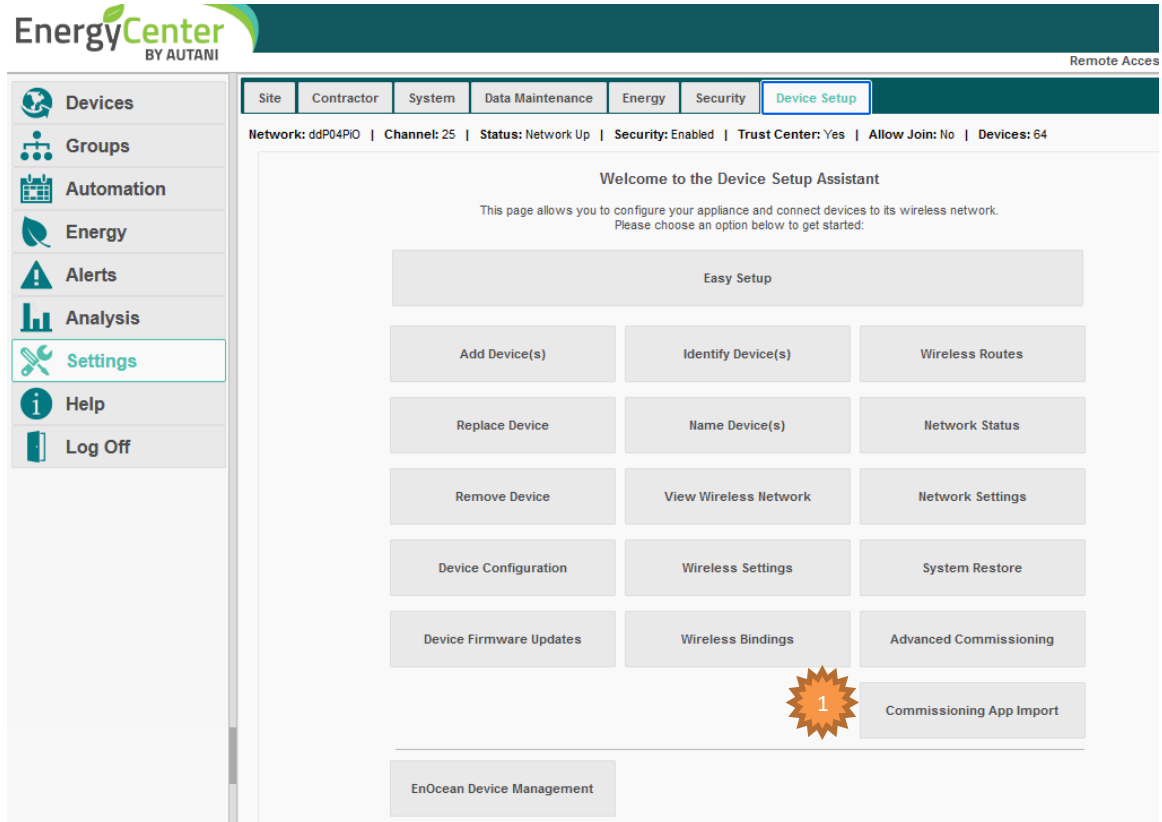 EnergyCenter
BY AUTANI
Remote Acces
Devices
Groups
Automation
Energy
Alerts
Analysis
Settings
Help
Log Off
Site Contractor System Data Maintenance Energy Security Device Setup
Network: ddP04PiO | Channel: 25 | Status: Network Up | Security: Enabled | Trust Center: Yes | Allow Join: No | Devices: 64
Welcome to the Device Setup Assistant
This page allows you to configure your appliance and connect devices to its wireless network.
Please choose an option below to get started:
Easy Setup
Add Device(s) Identify Device(s) Wireless Routes
Replace Device Name Device(s) Network Status
Remove Device View Wireless Network Network Settings
Device Configuration Wireless Settings System Restore
Device Firmware Updates Wireless Bindings Advanced Commissioning
1 Commissioning App Import
EnOcean Device Management